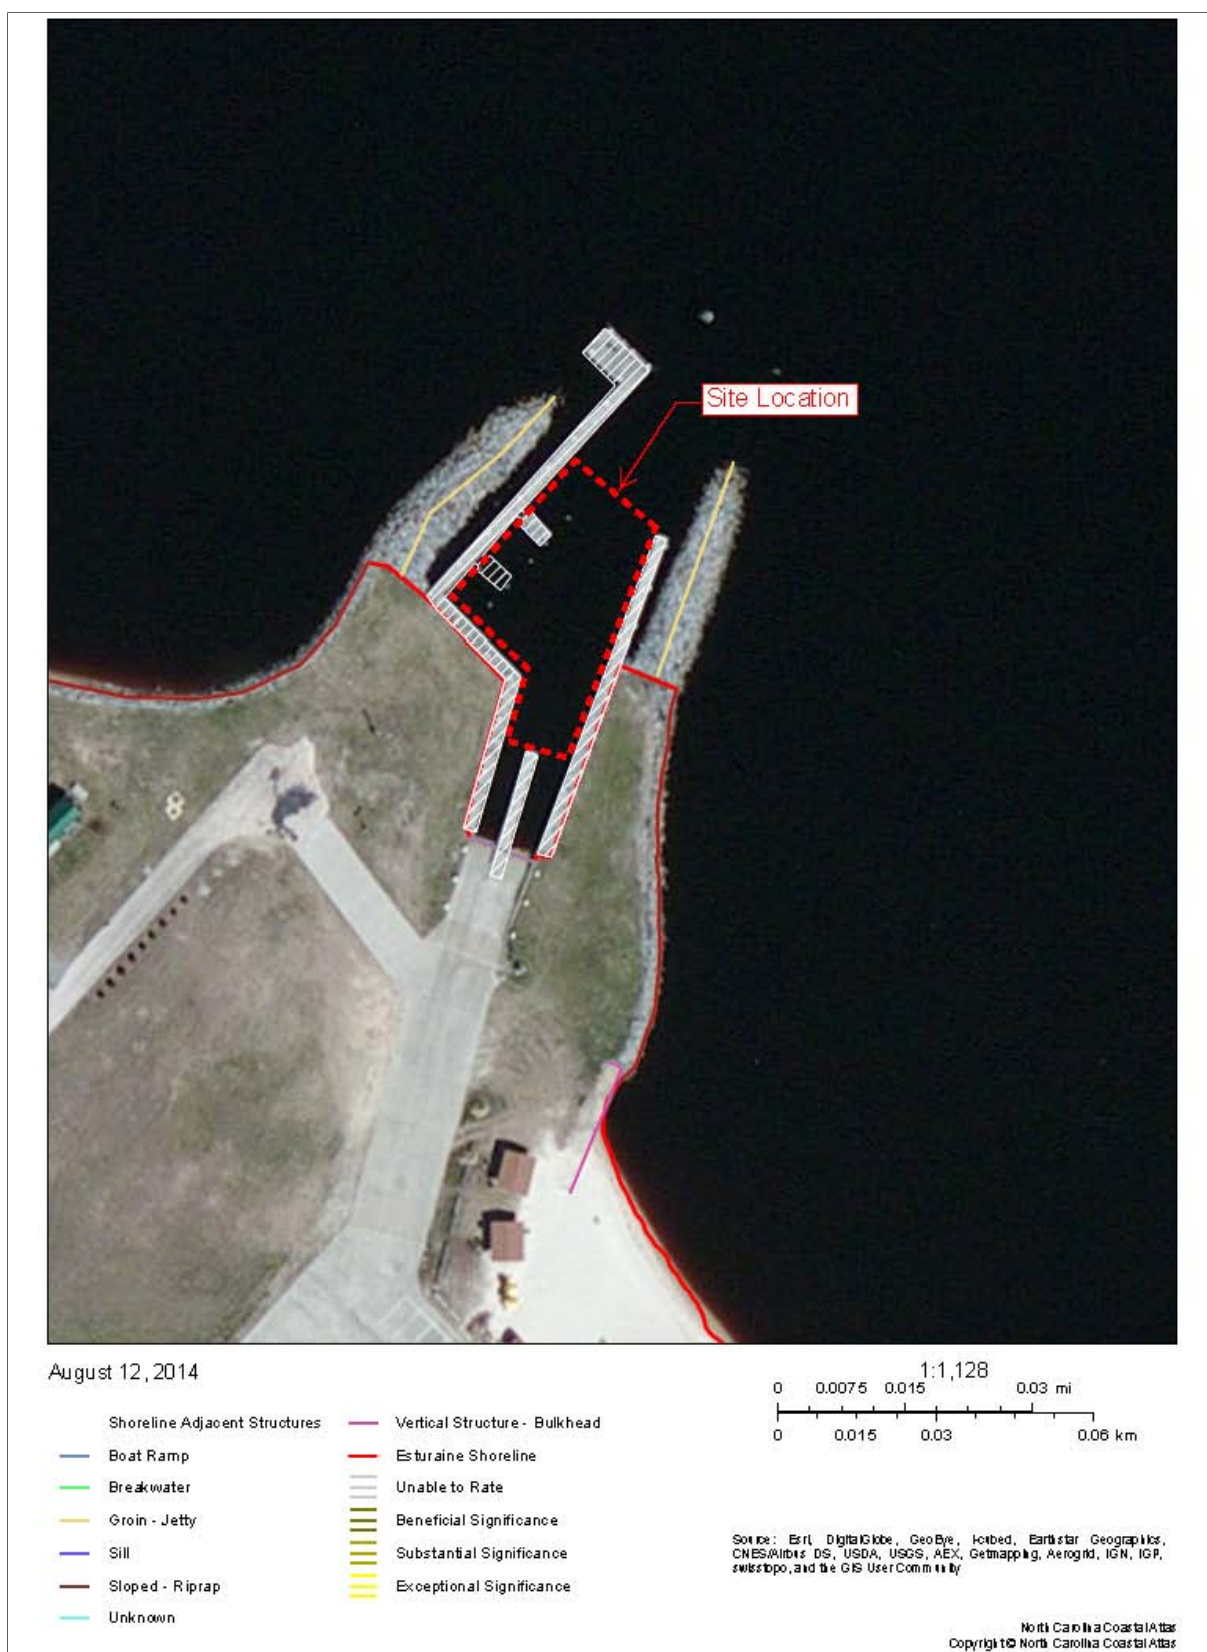 Site Location
August 12, 2014
1:1,128
0 0.0075 0.015 0.03 mi
0 0.015 0.03 0.06 km
Shoreline Adjacent Structures
Boat Ramp
Breakwater
Groin - Jetty
Sill
Sloped - Riprap
Unknown
Vertical Structure - Bulkhead
Esturaine Shoreline
Unable to Rate
Beneficial Significance
Substantial Significance
Exceptional Significance
Source: Esri, DigitalGlobe, GeoEye, i-cubed, Earthstar Geographics,
CNES/Airbus DS, USDA, USGS, AEX, Getmapping, Aerogrid, IGN, IGP,
swisstopo, and the GIS User Community
North Carolina Coastal Atlas
Copyright © North Carolina Coastal Atlas